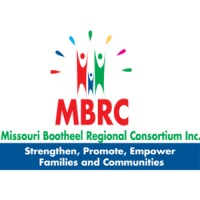 MBRC
Missouri Bootheel Regional Consortium Inc.
Strengthen, Promote, Empower
Families and Communities